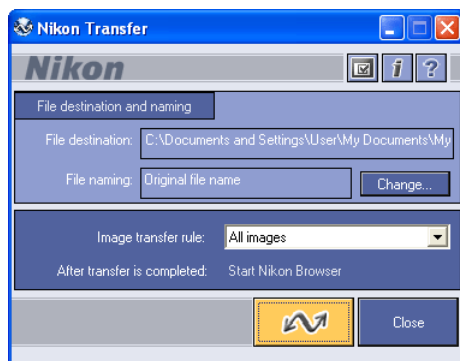 Nikon Transfer
Nikon
i ?
File destination and naming
File destination: C:\Documents and Settings\User\My Documents\My
File naming: Original file name
Change...
Image transfer rule: All images
After transfer is completed: Start Nikon Browser
Close